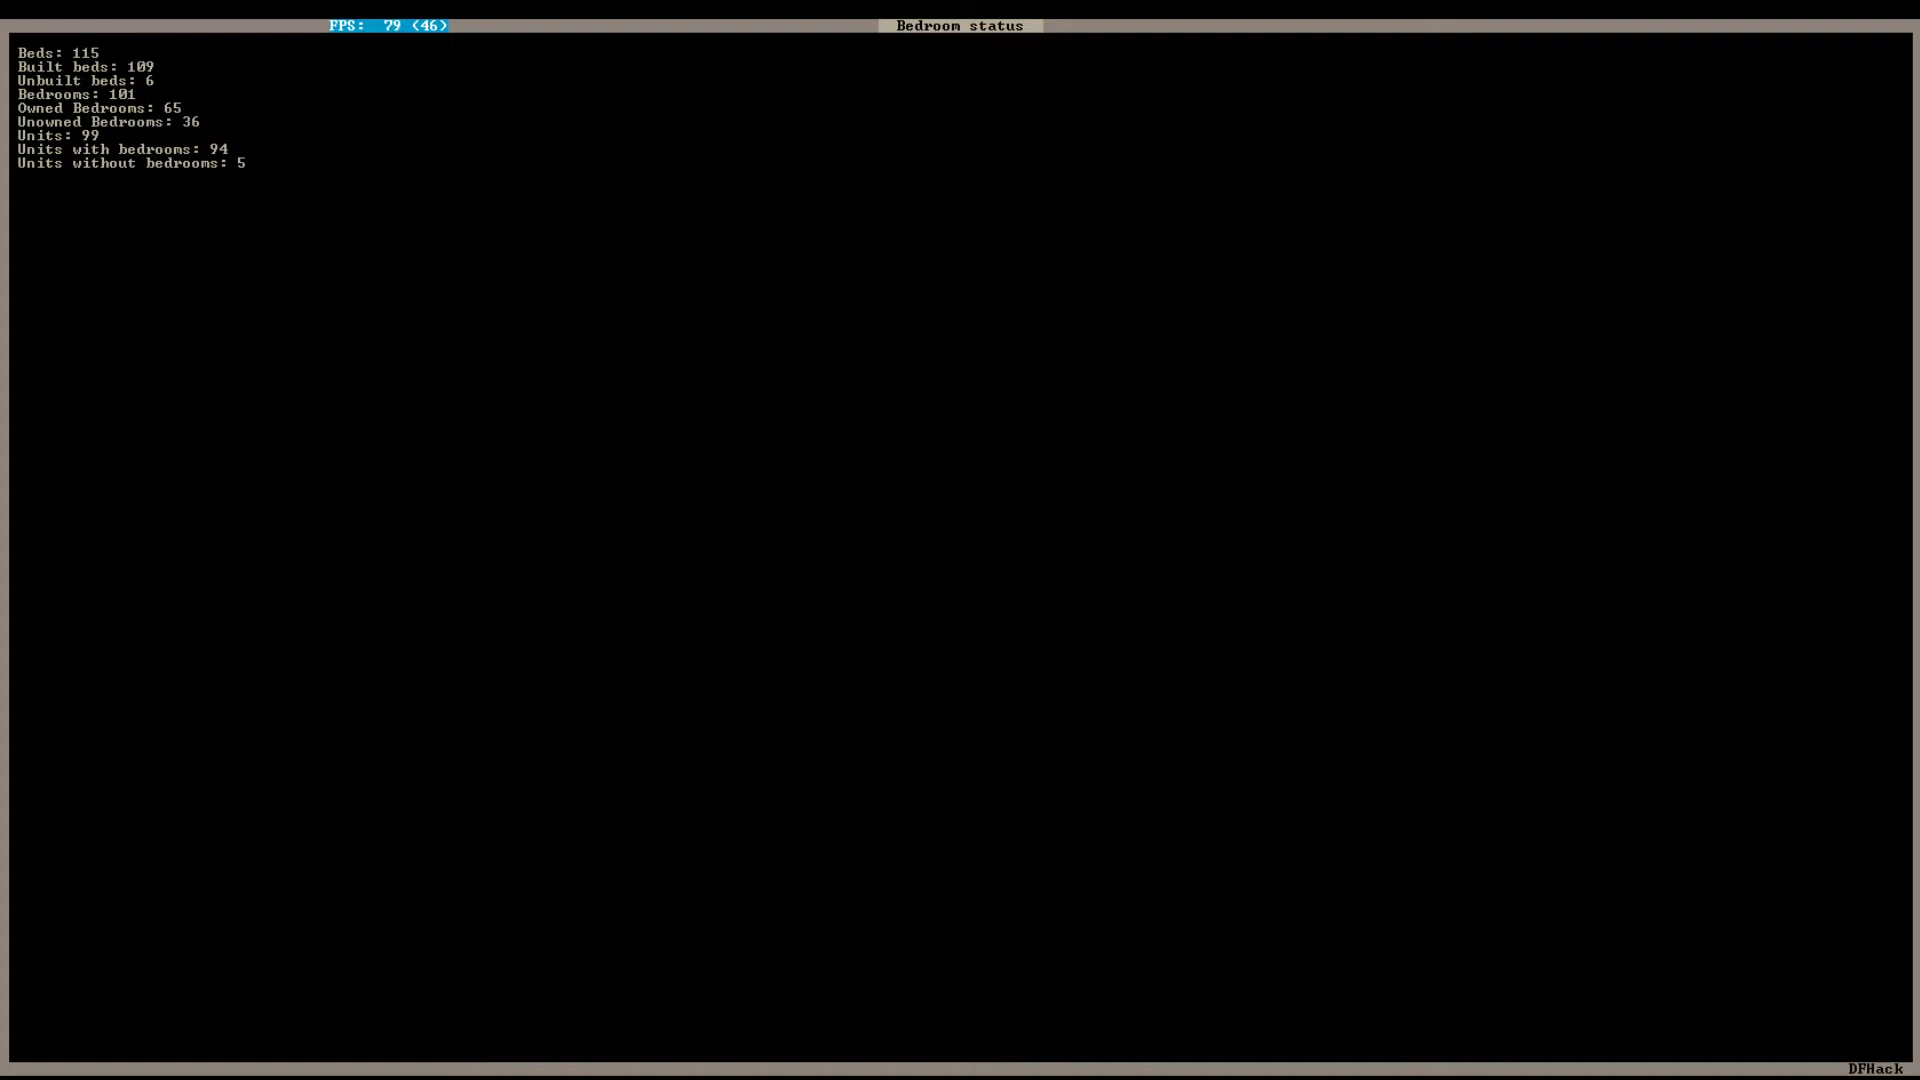 FPS: 79 (46) Bedroom status
Beds: 115
Built beds: 109
Unbuilt beds: 6
Bedrooms: 101
Owned Bedrooms: 65
Unowned Bedrooms: 36
Units: 99
Units with bedrooms: 94
Units without bedrooms: 5
DFHack